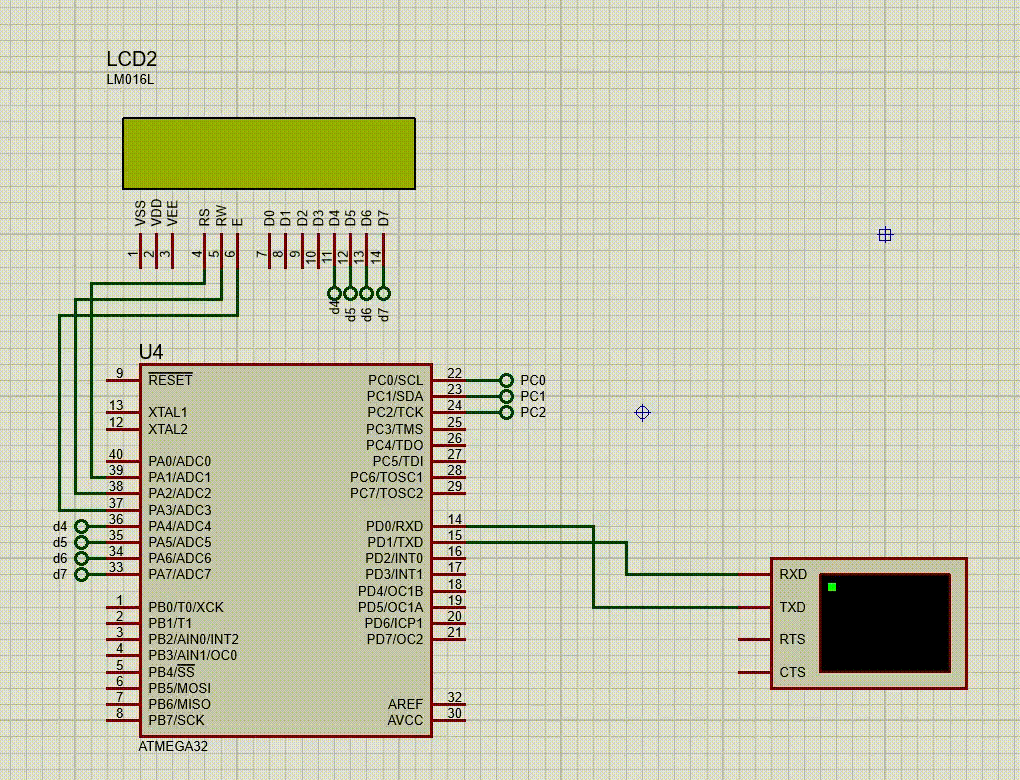 LCD2
LM016L
VSS VDD VEE RS RW E D0 D1 D2 D3 D4 D5 D6 D7
1 2 3 4 5 6 7 8 9 10 11 12 13 14
d4 d5 d6 d7
U4
9 RESET PC0/SCL 22 PC0
PC1/SDA 23 PC1
13 XTAL1 PC2/TCK 24 PC2
12 XTAL2 PC3/TMS 25
PC4/TDO 26
40 PA0/ADC0 PC5/TDI 27
39 PA1/ADC1 PC6/TOSC1 28
38 PA2/ADC2 PC7/TOSC2 29
37 PA3/ADC3
d4 36 PA4/ADC4 PD0/RXD 14
d5 35 PA5/ADC5 PD1/TXD 15
d6 34 PA6/ADC6 PD2/INT0 16
d7 33 PA7/ADC7 PD3/INT1 17 RXD
PD4/OC1B 18
1 PB0/T0/XCK PD5/OC1A 19 TXD
2 PB1/T1 PD6/ICP1 20
3 PB2/AIN0/INT2 PD7/OC2 21 RTS
4 PB3/AIN1/OC0
5 PB4/SS CTS
6 PB5/MOSI
7 PB6/MISO AREF 32
8 PB7/SCK AVCC 30
ATMEGA32